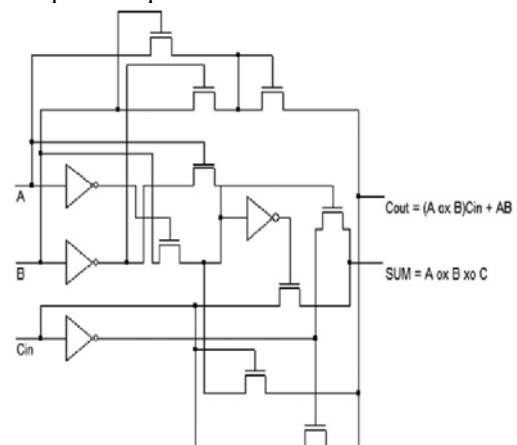 A
B
Cin
Cout = (A ox B)Cin + AB
SUM = A ox B xo C